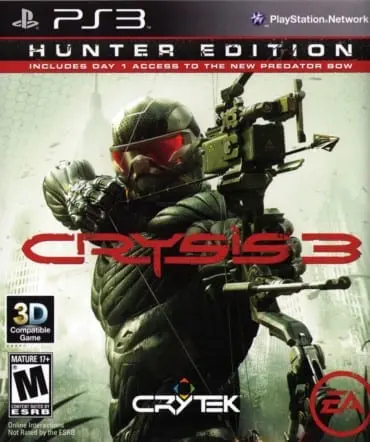 PS3
PlayStation®Network
HUNTER EDITION
INCLUDES DAY 1 ACCESS TO THE NEW PREDATOR BOW
CRYSIS 3
3D
Compatible
Game
MATURE 17+
M
CONTENT RATED BY
ESRB
Online Interactions
Not Rated by the ESRB
CRYTEK
EA